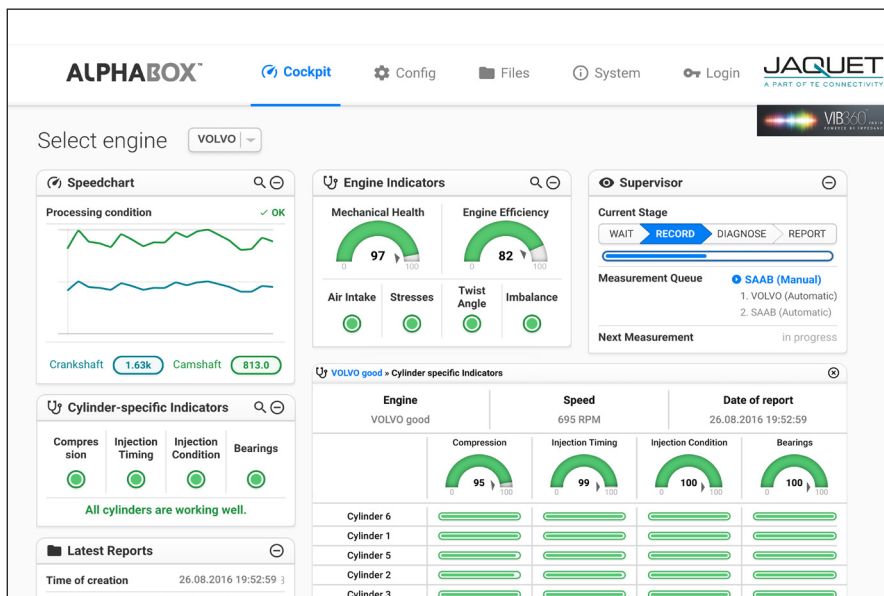 ALPHABOX™
Cockpit
Config
Files
System
Login
JAQUET
A PART OF TE CONNECTIVITY
VIB360
Select engine
VOLVO
Speedchart
Processing condition
OK
Crankshaft 1.63k Camshaft 813.0
Cylinder-specific Indicators
Compres
sion
Injection
Timing
Injection
Condition
Bearings
All cylinders are working well.
Latest Reports
Time of creation 26.08.2016 19:52:59
Engine Indicators
Mechanical Health
97
0 100
Engine Efficiency
82
0 100
Air Intake
Stresses
Twist
Angle
Imbalance
Supervisor
Current Stage
WAIT RECORD DIAGNOSE REPORT
Measurement Queue SAAB (Manual)
1. VOLVO (Automatic)
2. SAAB (Automatic)
Next Measurement in progress
VOLVO good » Cylinder specific Indicators
Engine Speed Date of report
VOLVO good 695 RPM 26.08.2016 19:52:59
Compression Injection Timing Injection Condition Bearings
95 99 100 100
0 100 0 100 0 100 0 100
Cylinder 6
Cylinder 1
Cylinder 5
Cylinder 2
Cylinder 3